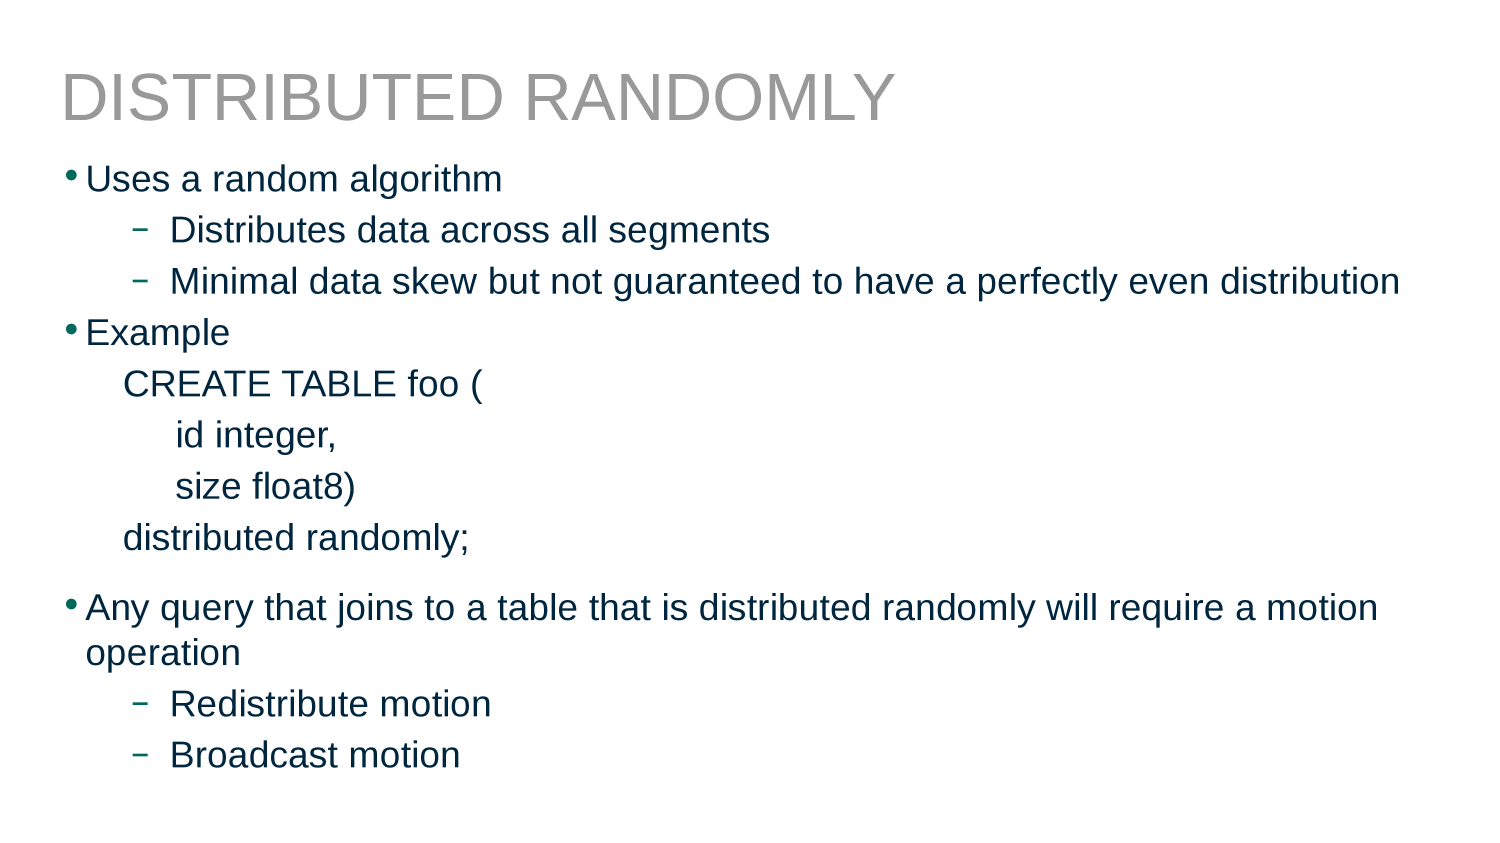 DISTRIBUTED RANDOMLY
• Uses a random algorithm
– Distributes data across all segments
– Minimal data skew but not guaranteed to have a perfectly even distribution
• Example
CREATE TABLE foo (
id integer,
size float8)
distributed randomly;
• Any query that joins to a table that is distributed randomly will require a motion
operation
– Redistribute motion
– Broadcast motion